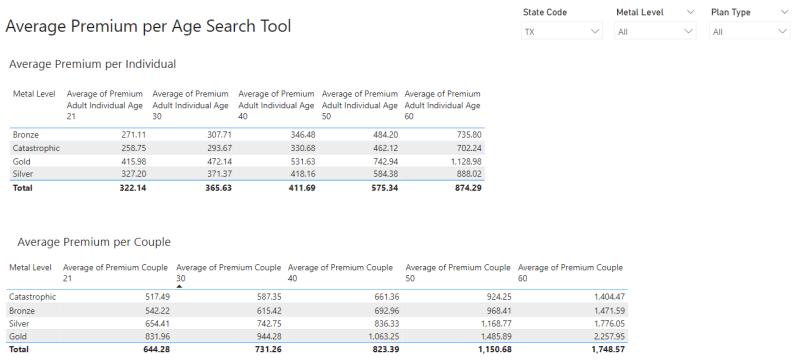 State Code Metal Level Plan Type
Average Premium per Age Search Tool
TX All All
Average Premium per Individual
Metal Level Average of Premium Average of Premium Average of Premium Average of Premium Average of Premium
Adult Individual Age Adult Individual Age Adult Individual Age Adult Individual Age Adult Individual Age
21 30 40 50 60
Bronze 271.11 307.71 346.48 484.20 735.80
Catastrophic 258.75 293.67 330.68 462.12 702.24
Gold 415.98 472.14 531.63 742.94 1,128.98
Silver 327.20 371.37 418.16 584.38 888.02
Total 322.14 365.63 411.69 575.34 874.29
Average Premium per Couple
Metal Level Average of Premium Couple Average of Premium Couple Average of Premium Couple Average of Premium Couple Average of Premium Couple
21 30 40 50 60
Catastrophic 517.49 587.35 661.36 924.25 1,404.47
Bronze 542.22 615.42 692.96 968.41 1,471.59
Silver 654.41 742.75 836.33 1,168.77 1,776.05
Gold 831.96 944.28 1,063.25 1,485.89 2,257.95
Total 644.28 731.26 823.39 1,150.68 1,748.57